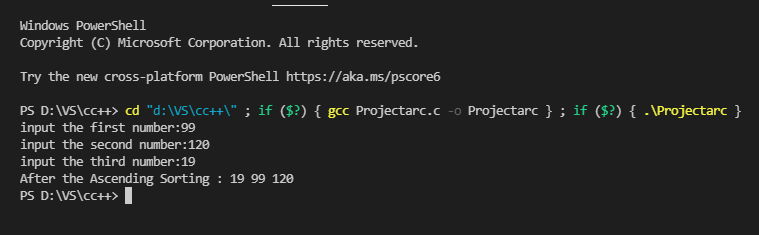 Windows PowerShell
Copyright (C) Microsoft Corporation. All rights reserved.
Try the new cross-platform PowerShell https://aka.ms/pscore6
PS D:\VS\cc++> cd "d:\VS\cc++\" ; if ($?) { gcc Projectarc.c -o Projectarc } ; if ($?) { .\Projectarc }
input the first number:99
input the second number:120
input the third number:19
After the Ascending Sorting : 19 99 120
PS D:\VS\cc++>